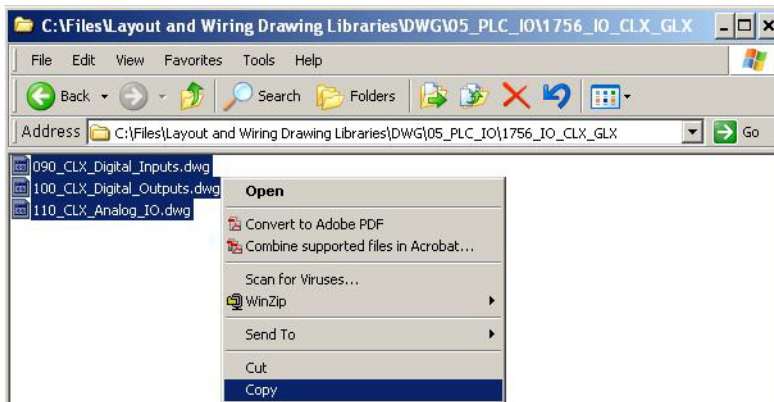 C:\Files\Layout and Wiring Drawing Libraries\DWG\05_PLC_IO\1756_IO_CLX_GLX
File Edit View Favorites Tools Help
Back Search Folders
Address C:\Files\Layout and Wiring Drawing Libraries\DWG\05_PLC_IO\1756_IO_CLX_GLX Go
090_CLX_Digital_Inputs.dwg
100_CLX_Digital_Outputs.dwg
110_CLX_Analog_IO.dwg
Open
Convert to Adobe PDF
Combine supported files in Acrobat...
Scan for Viruses...
WinZip
Send To
Cut
Copy